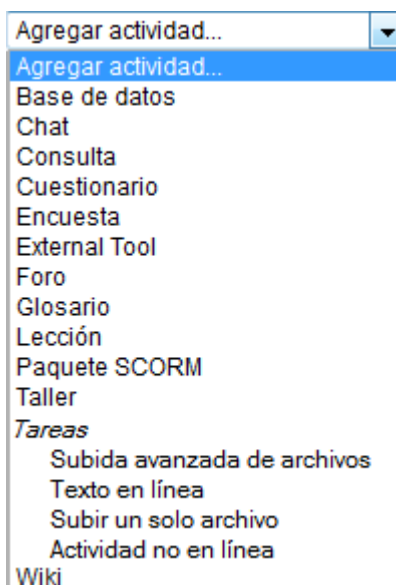 Agregar actividad...
Agregar actividad...
Base de datos
Chat
Consulta
Cuestionario
Encuesta
External Tool
Foro
Glosario
Lección
Paquete SCORM
Taller
Tareas
Subida avanzada de archivos
Texto en línea
Subir un solo archivo
Actividad no en línea
Wiki